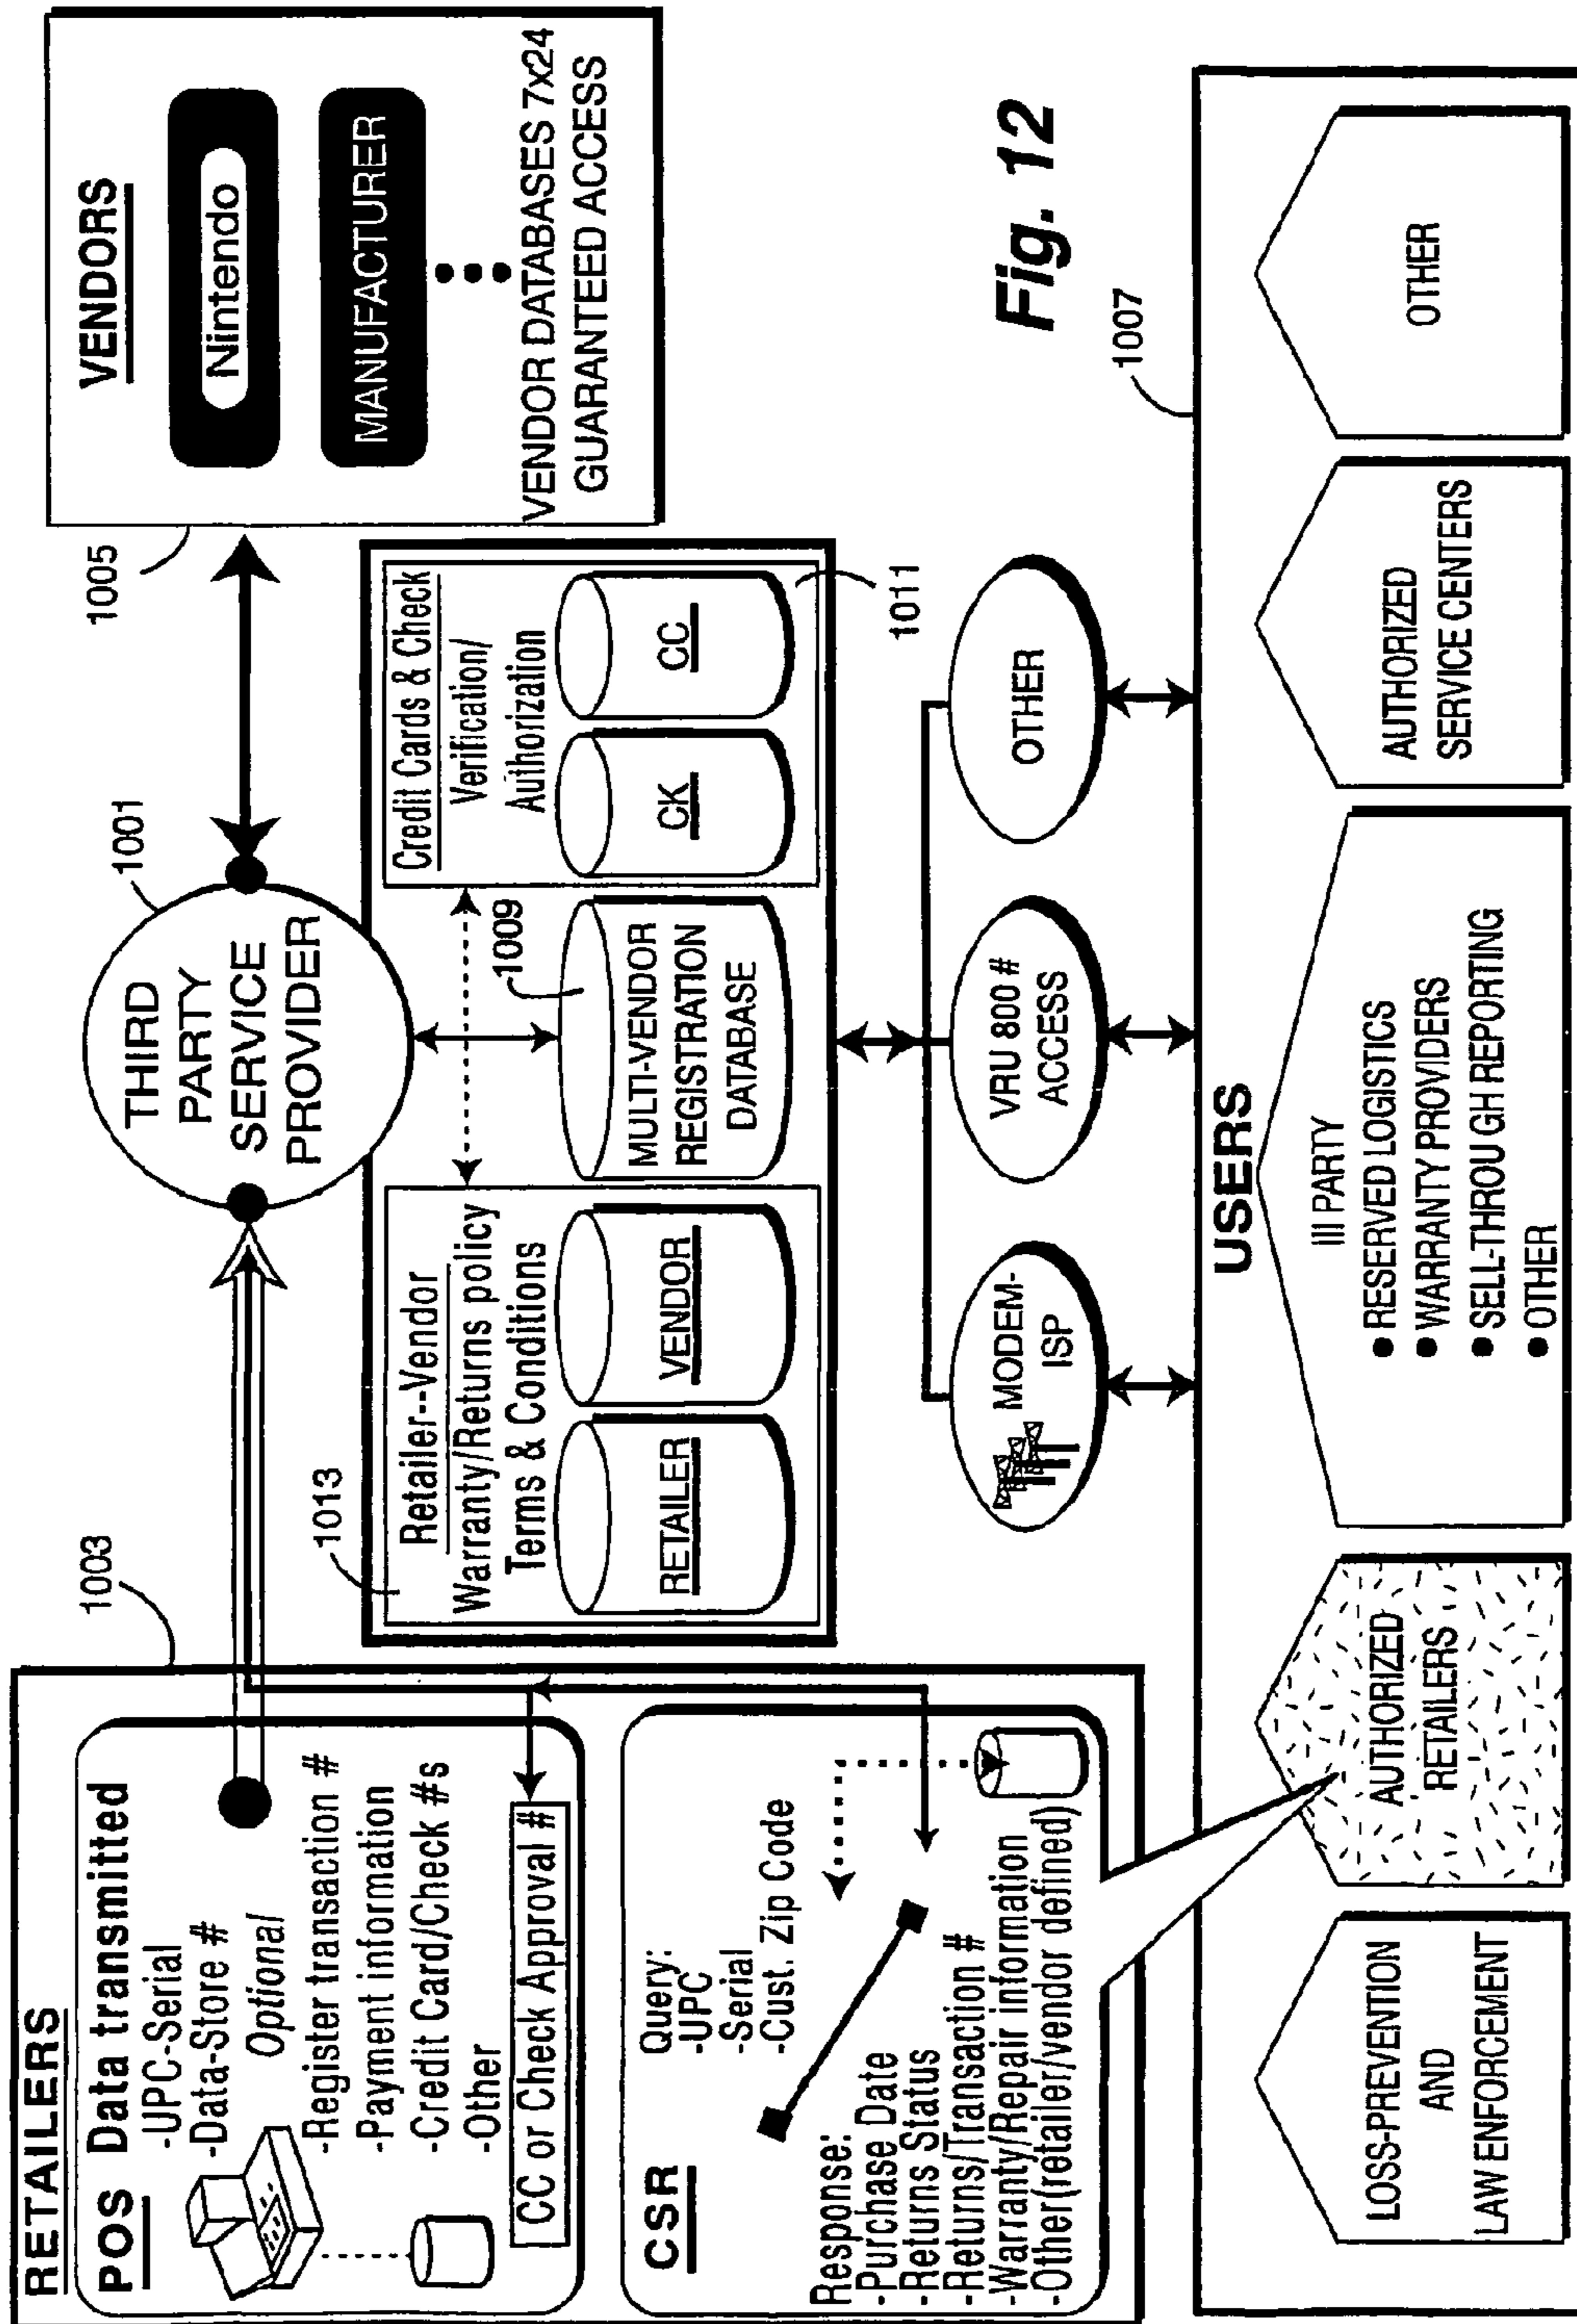 RETAILERS
POS Data transmitted
-UPC-Serial
-Data-Store #
Optional
-Register transaction #
-Payment information
-Credit Card/Check #s
-Other
CC or Check Approval #
CSR
Query:
-UPC
-Serial
-Cust. Zip Code
Response:
-Purchase Date
-Returns Status
-Returns/Transaction #
-Warranty/Repair information
-Other(retailer/vendor defined)
1003
THIRD
PARTY
SERVICE
PROVIDER
1001
1013
Retailer--Vendor
Warranty/Returns policy
Terms & Conditions
RETAILER
VENDOR
1009
MULTI-VENDOR
REGISTRATION
DATABASE
Credit Cards & Check
Verification/
Authorization
CK
CC
1011
1005
VENDORS
Nintendo
MANUFACTURER
VENDOR DATABASES 7x24
GUARANTEED ACCESS
MODEM-
ISP
VRU 800 #
ACCESS
OTHER
Fig. 12
1007
USERS
LOSS-PREVENTION
AND
LAW ENFORCEMENT
AUTHORIZED
RETAILERS
III PARTY
● RESERVED LOGISTICS
● WARRANTY PROVIDERS
● SELL-THROUGH REPORTING
● OTHER
AUTHORIZED
SERVICE CENTERS
OTHER